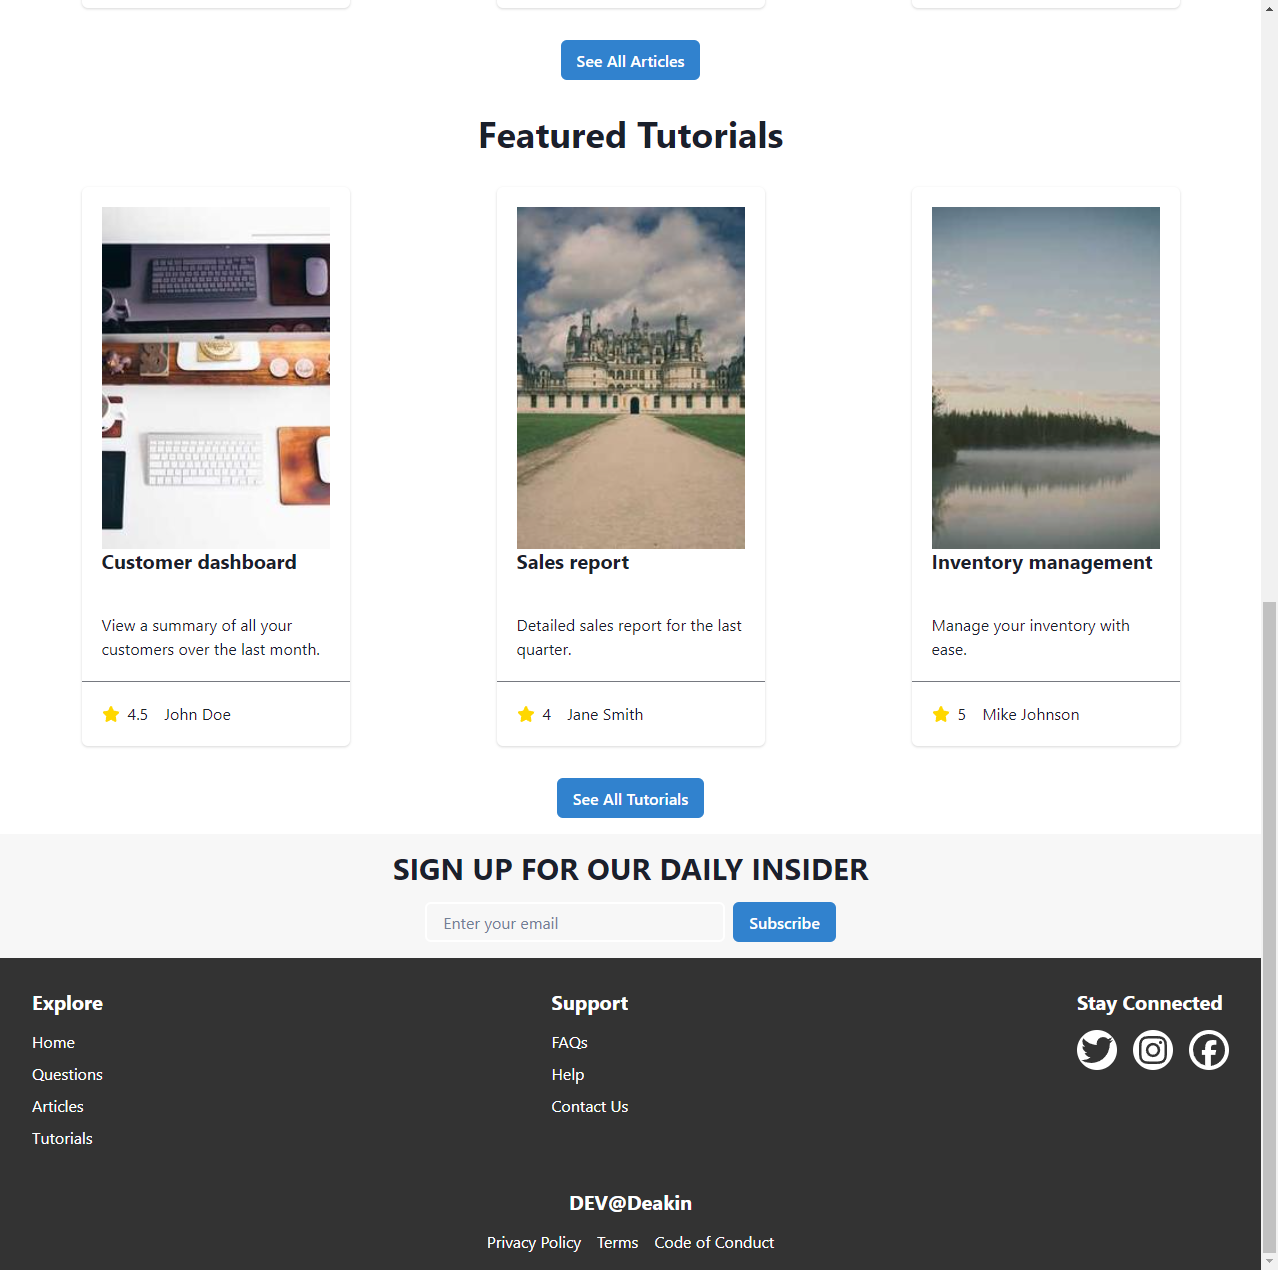 See All Articles
Featured Tutorials
Customer dashboard
View a summary of all your
customers over the last month.
4.5 John Doe
Sales report
Detailed sales report for the last
quarter.
4 Jane Smith
Inventory management
Manage your inventory with
ease.
5 Mike Johnson
See All Tutorials
SIGN UP FOR OUR DAILY INSIDER
Enter your email
Subscribe
Explore
Home
Questions
Articles
Tutorials
Support
FAQs
Help
Contact Us
Stay Connected
DEV@Deakin
Privacy Policy Terms Code of Conduct